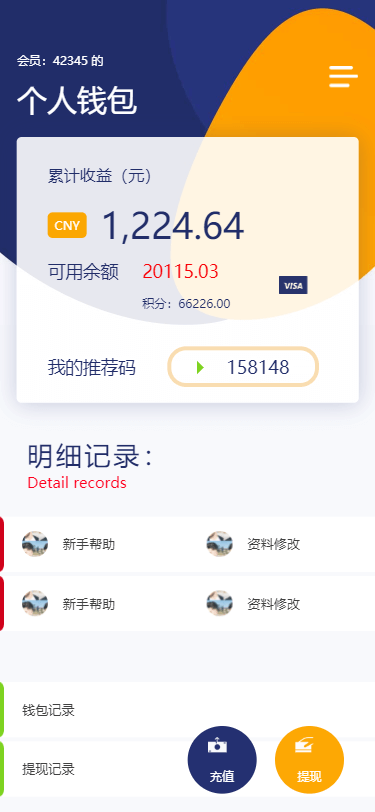 会员：42345 的
个人钱包
累计收益（元）
CNY 1,224.64
可用余额 20115.03
VISA
积分：66226.00
我的推荐码 158148
明细记录：
Detail records
新手帮助 资料修改
新手帮助 资料修改
钱包记录
充值 提现
提现记录